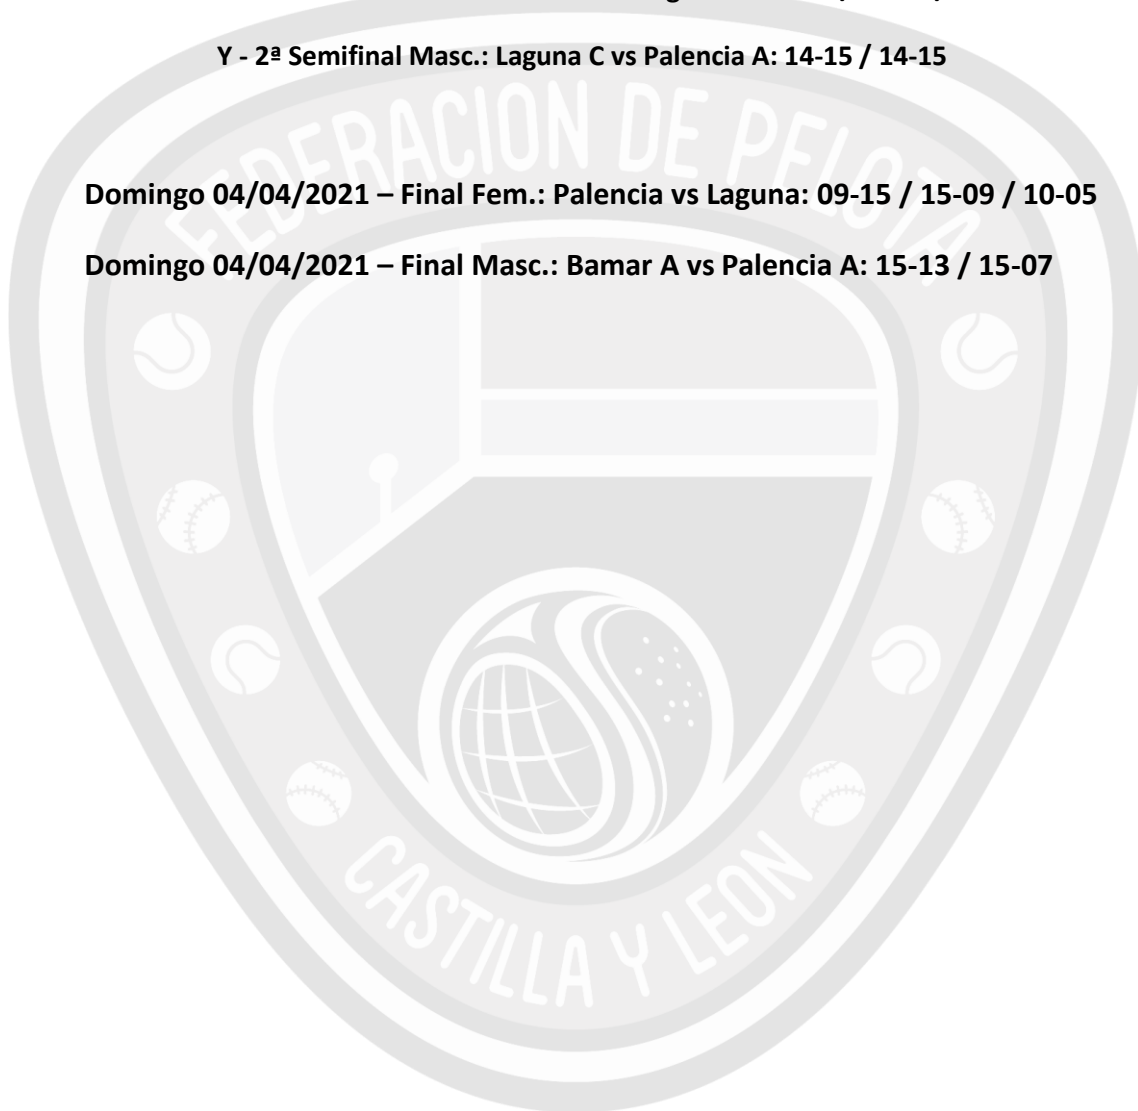 Y - 2ª Semifinal Masc.: Laguna C vs Palencia A: 14-15 / 14-15
FEDERACION DE PELOTA
Domingo 04/04/2021 – Final Fem.: Palencia vs Laguna: 09-15 / 15-09 / 10-05
Domingo 04/04/2021 – Final Masc.: Bamar A vs Palencia A: 15-13 / 15-07
CASTILLA Y LEON